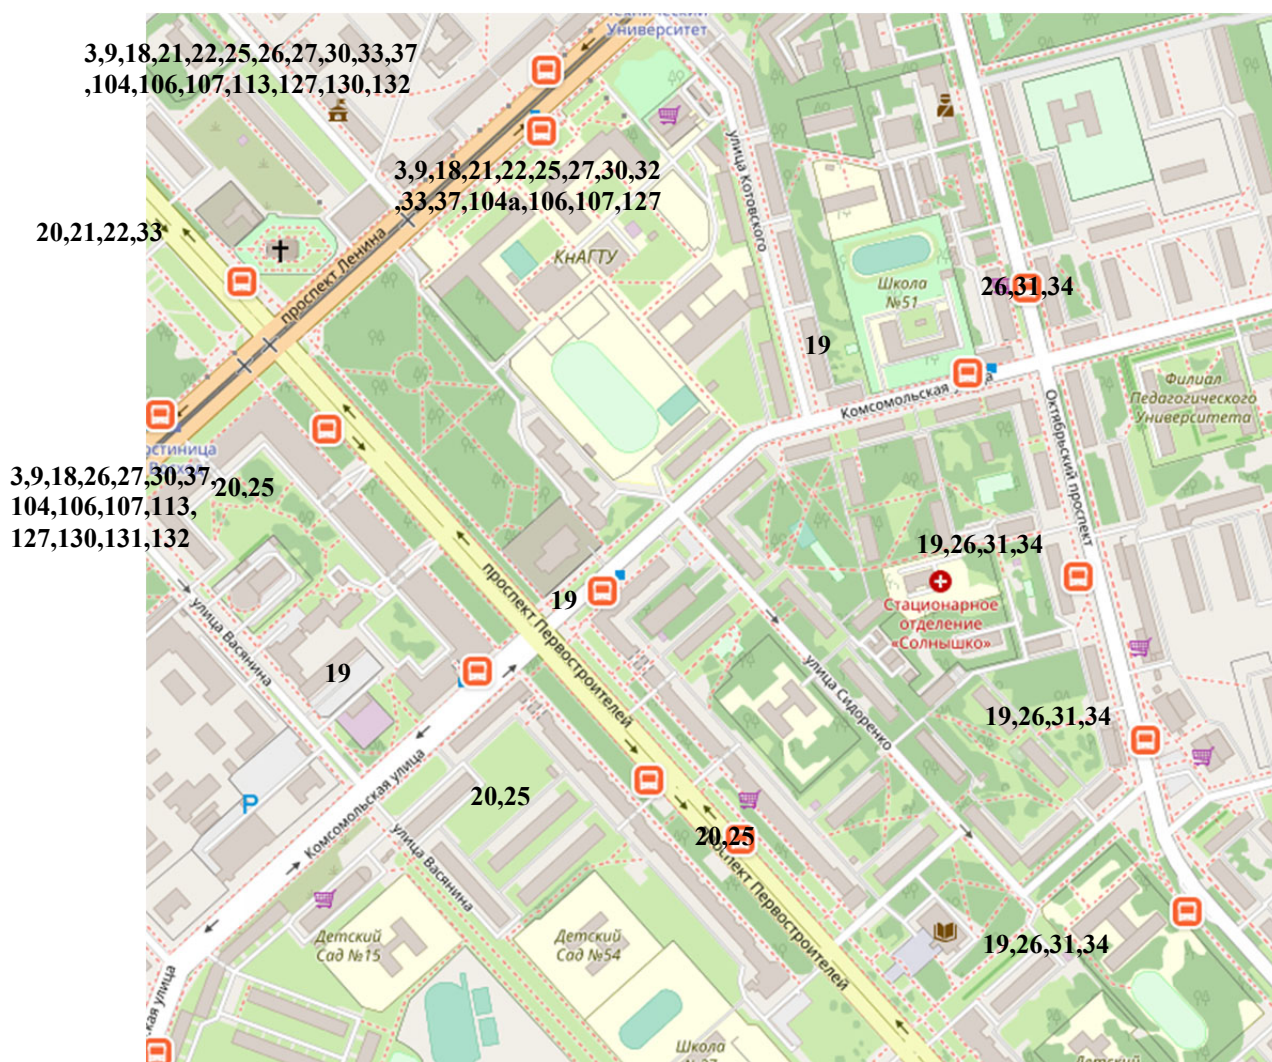 Технический
Университет
3,9,18,21,22,25,26,27,30,33,37
,104,106,107,113,127,130,132
3,9,18,21,22,25,27,30,32
,33,37,104а,106,107,127
улица Котовского
20,21,22,33
проспект Ленина
КнАГТУ
Школа
№51
26,31,34
19
Комсомольская улица
Филиал
Педагогического
Университета
Октябрьский проспект
3,9,18,26,27,30,37,
104,106,107,113,
127,130,131,132
20,25
19,26,31,34
Стационарное
отделение
«Солнышко»
улица Васянина
проспект Первостроителей
19
19
улица Сидоренко
19,26,31,34
Комсомольская улица
P
20,25
20,25
улица Васянина
проспект Первостроителей
Детский
Сад №15
Детский
Сад №54
19,26,31,34
улица
Школа
Детский